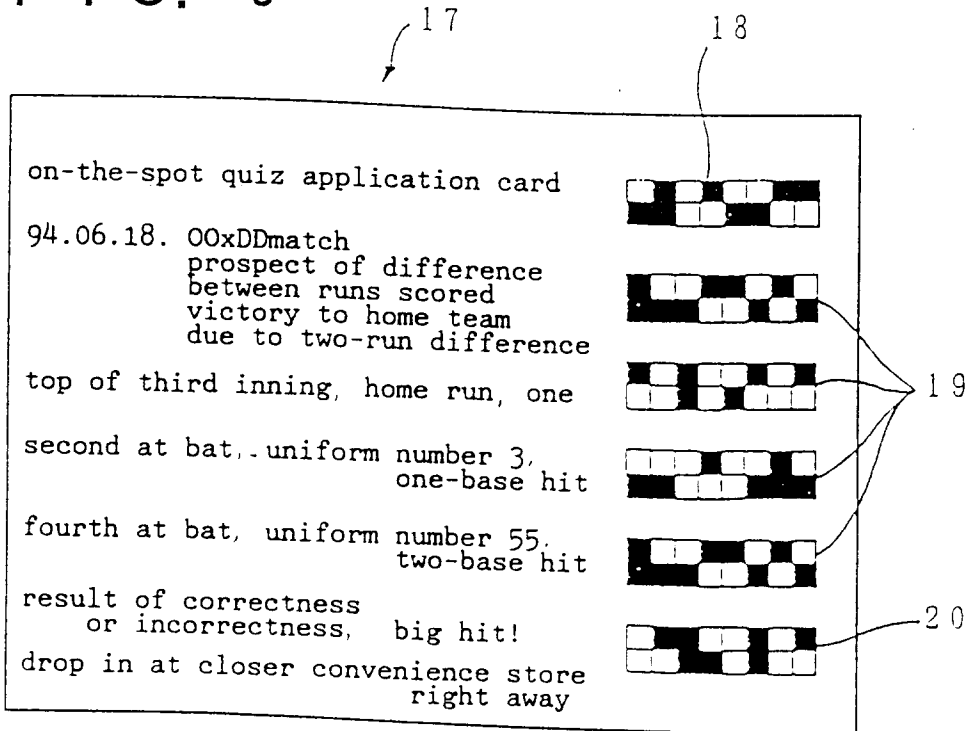 17
18
on-the-spot quiz application card
94.06.18. OOxDDmatch
prospect of difference
between runs scored
victory to home team
due to two-run difference
top of third inning, home run, one
19
second at bat, uniform number 3,
one-base hit
fourth at bat, uniform number 55.
two-base hit
result of correctness
or incorrectness, big hit!
20
drop in at closer convenience store
right away